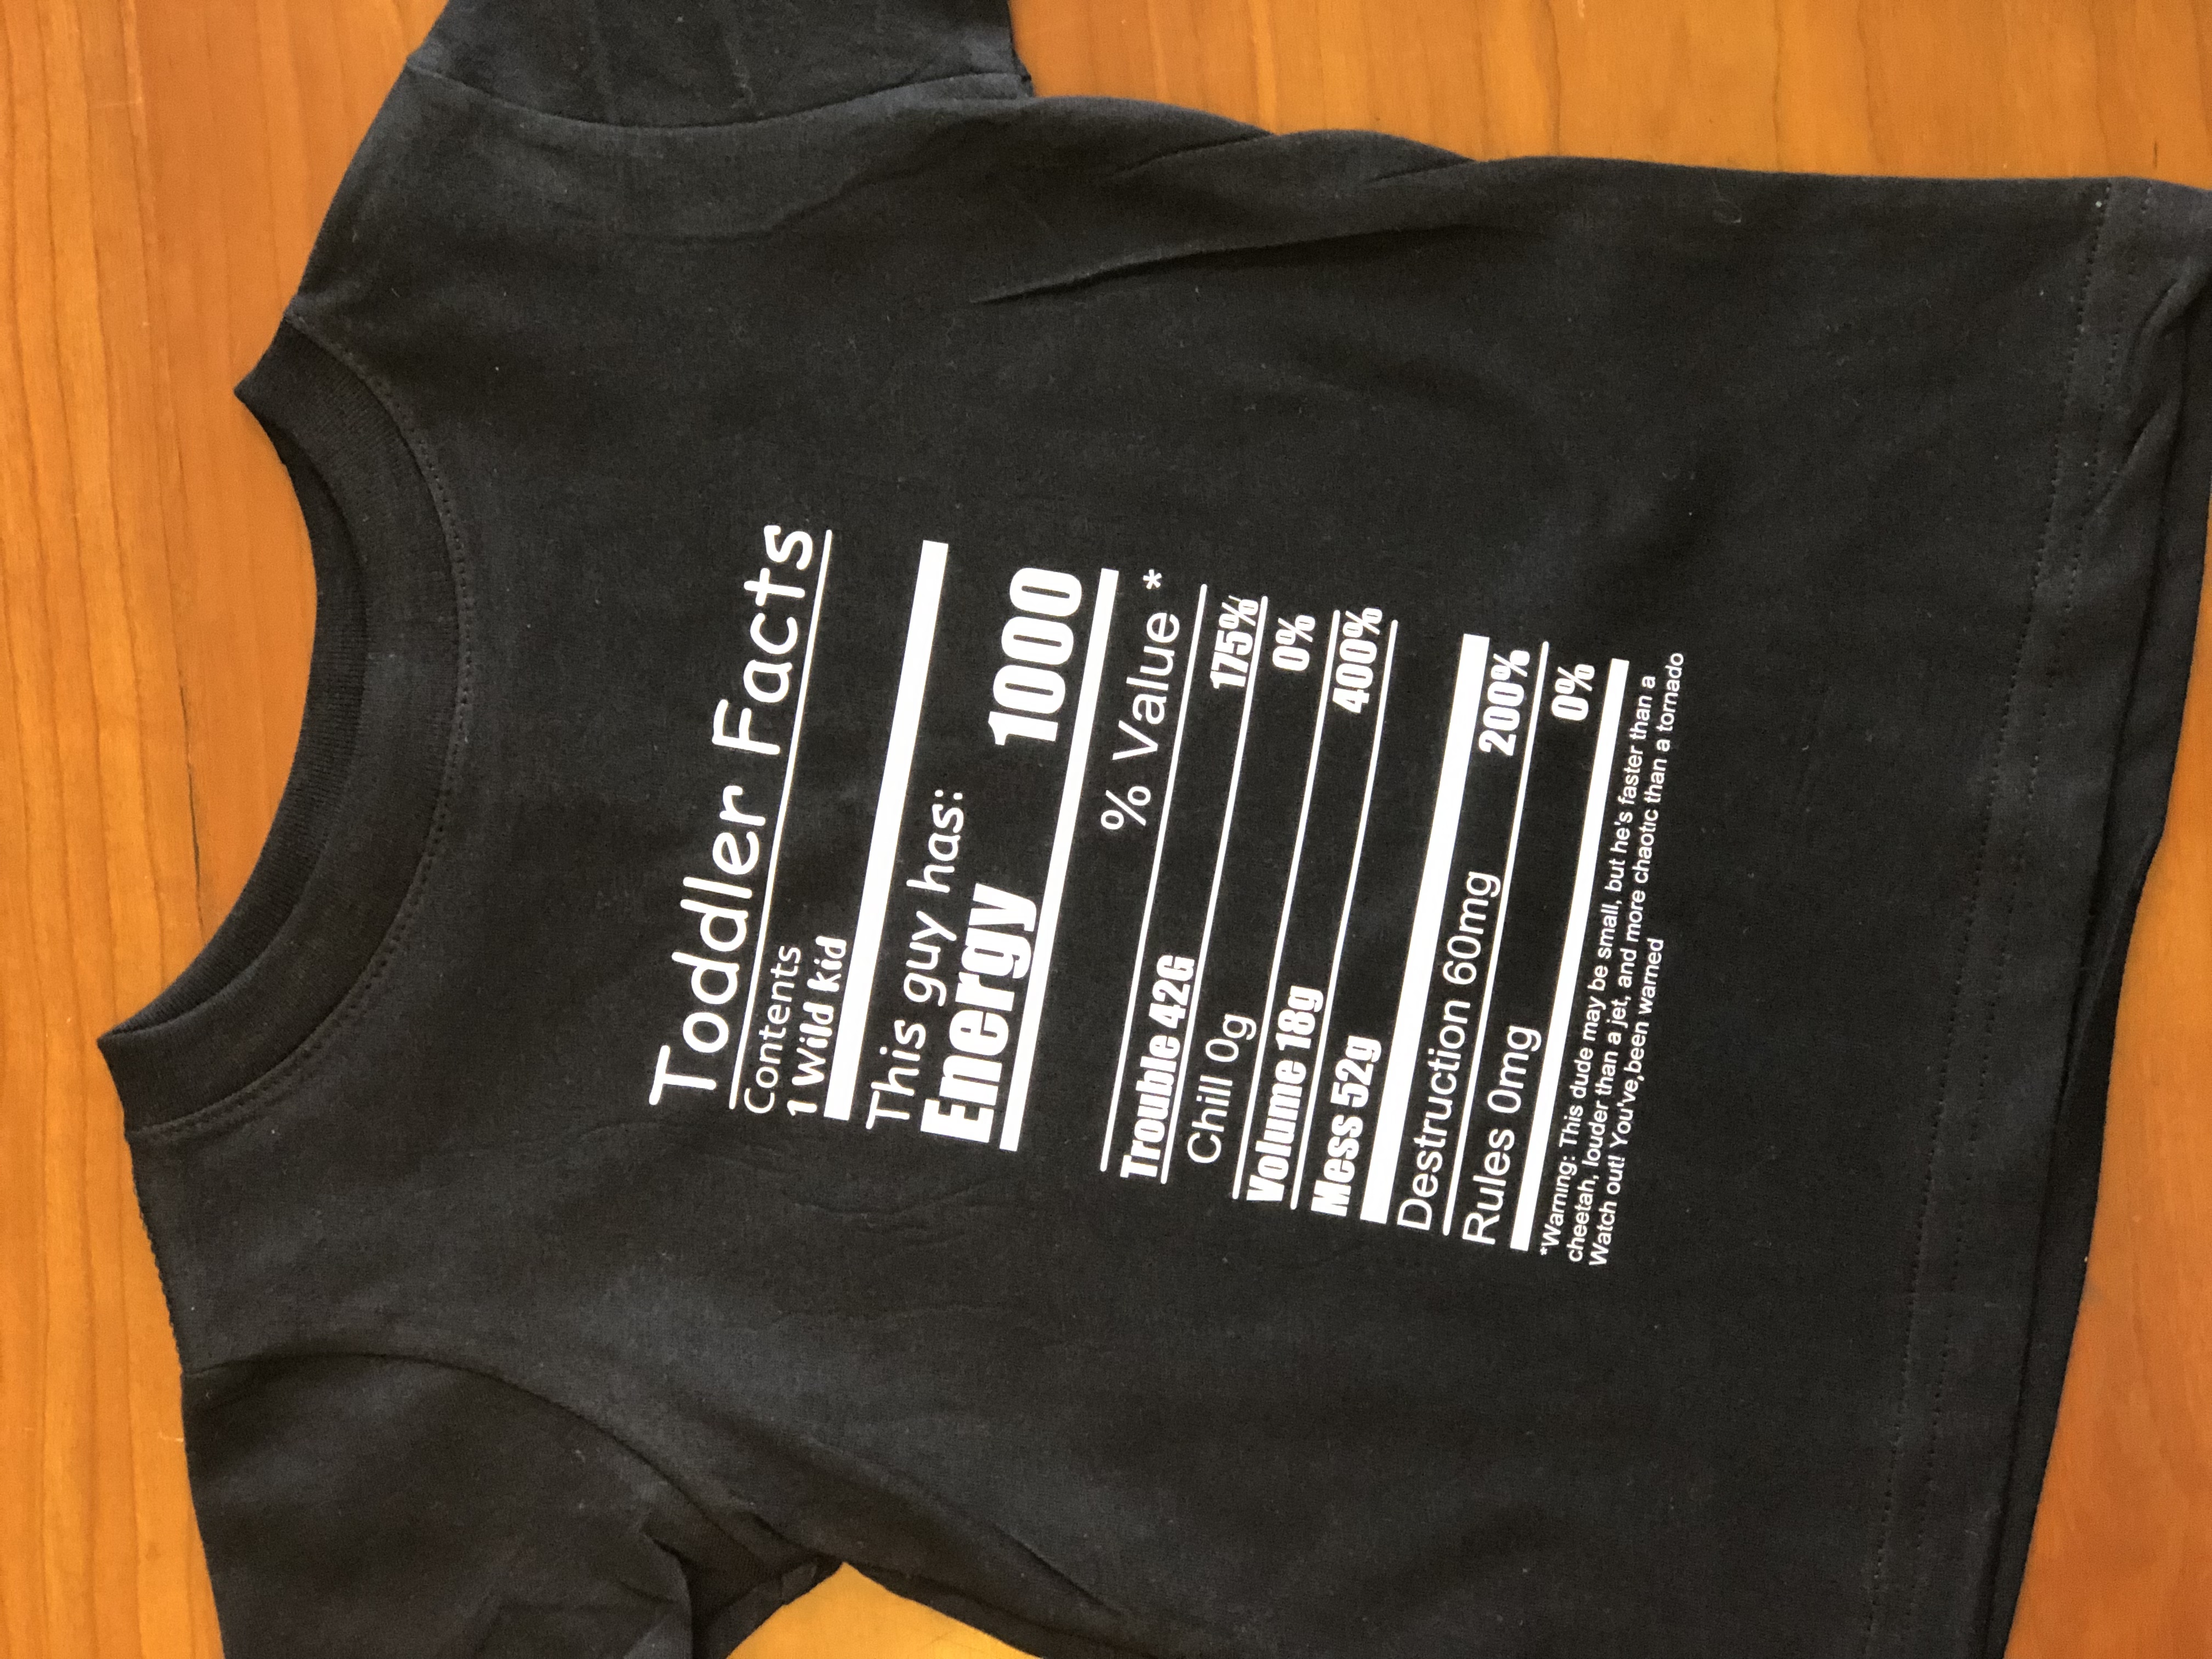 Toddler Facts
Contents
1 Wild kid
This guy has:
Energy 1000
% Value *
Trouble 42G 175%
Chill 0g 0%
Volume 18g 400%
Mess 52g
Destruction 60mg 200%
Rules 0mg 0%
*Warning: This dude may be small, but he's faster than a
cheetah, louder than a jet, and more chaotic than a tornado
Watch out! You've,been warned